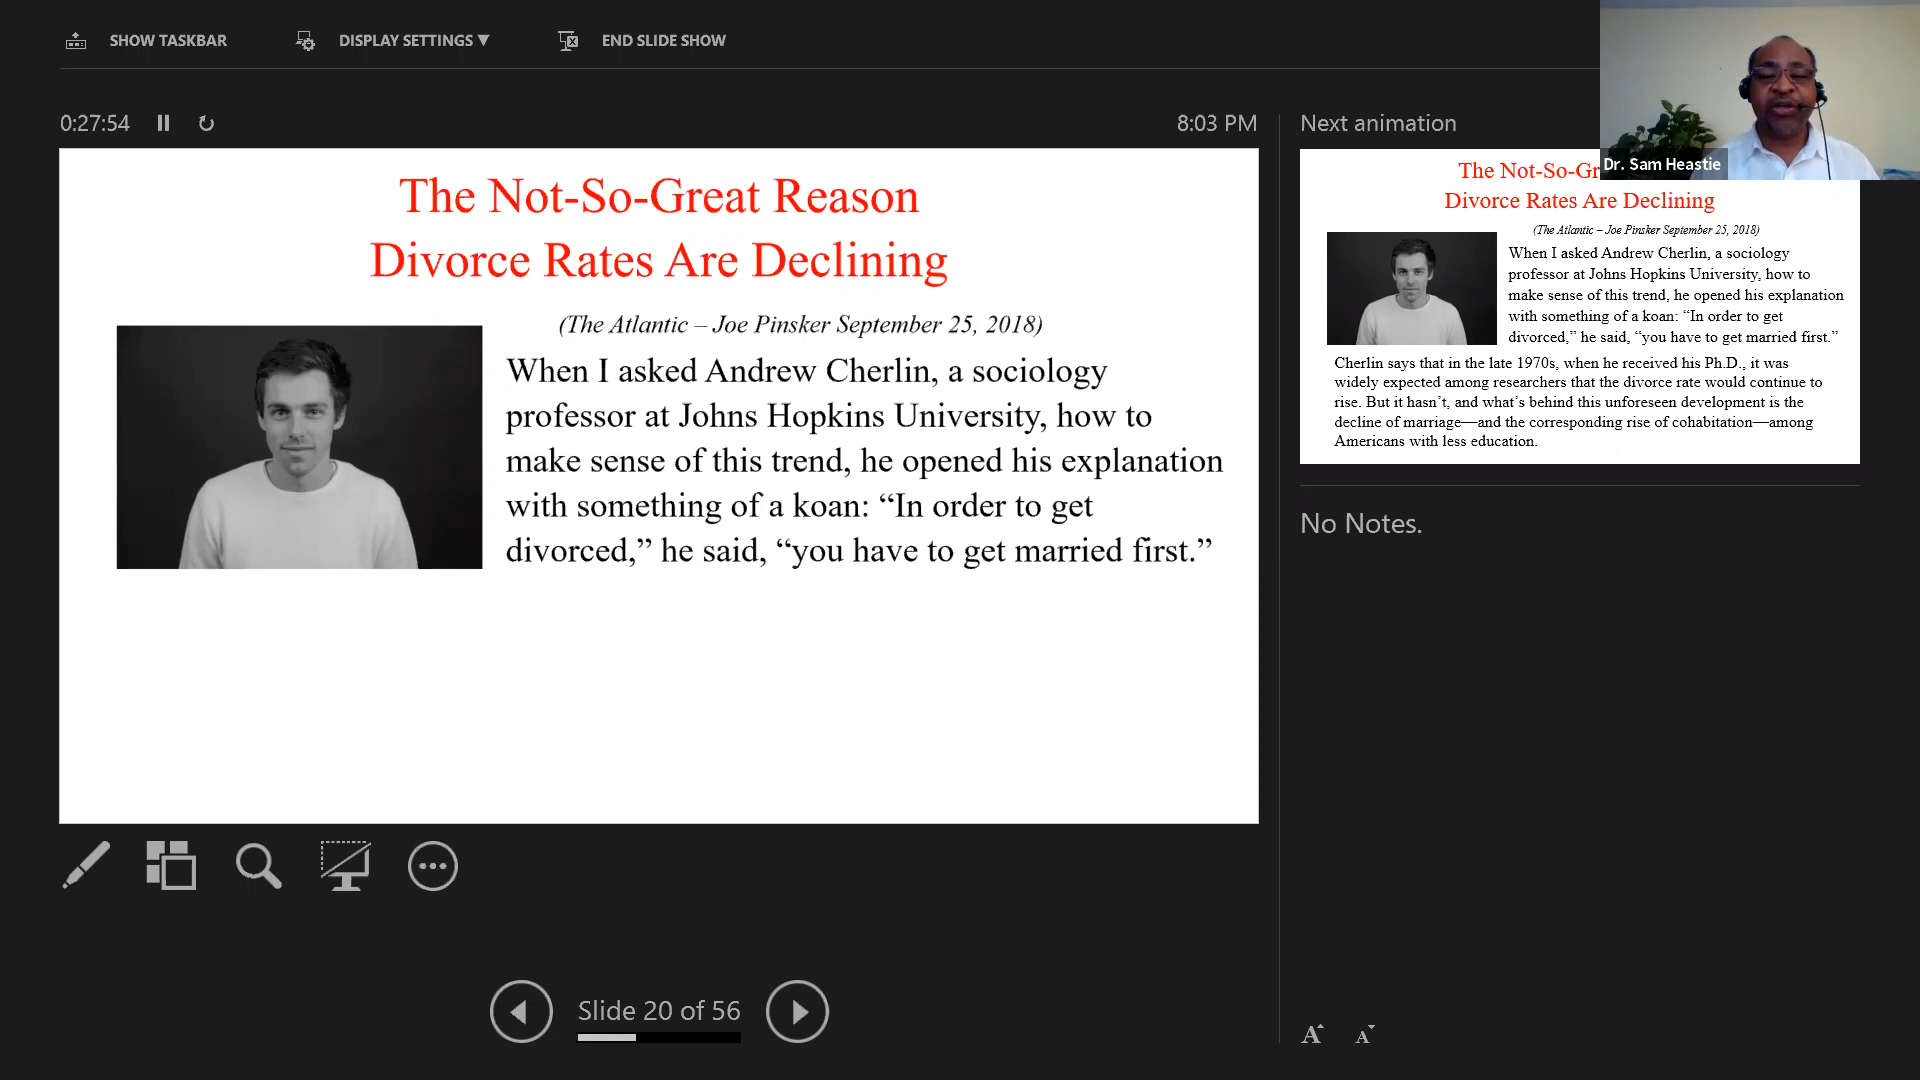 SHOW TASKBAR
DISPLAY SETTINGS ▼
END SLIDE SHOW
0:27:54
8:03 PM
The Not-So-Great Reason
Divorce Rates Are Declining
(The Atlantic – Joe Pinsker September 25, 2018)
When I asked Andrew Cherlin, a sociology
professor at Johns Hopkins University, how to
make sense of this trend, he opened his explanation
with something of a koan: “In order to get
divorced,” he said, “you have to get married first.”
Slide 20 of 56
Next animation
Dr. Sam Heastie
The Not-So-Gr
Divorce Rates Are Declining
(The Atlantic – Joe Pinsker September 25, 2018)
When I asked Andrew Cherlin, a sociology
professor at Johns Hopkins University, how to
make sense of this trend, he opened his explanation
with something of a koan: “In order to get
divorced,” he said, “you have to get married first.”
Cherlin says that in the late 1970s, when he received his Ph.D., it was
widely expected among researchers that the divorce rate would continue to
rise. But it hasn’t, and what’s behind this unforeseen development is the
decline of marriage—and the corresponding rise of cohabitation—among
Americans with less education.
No Notes.
A A